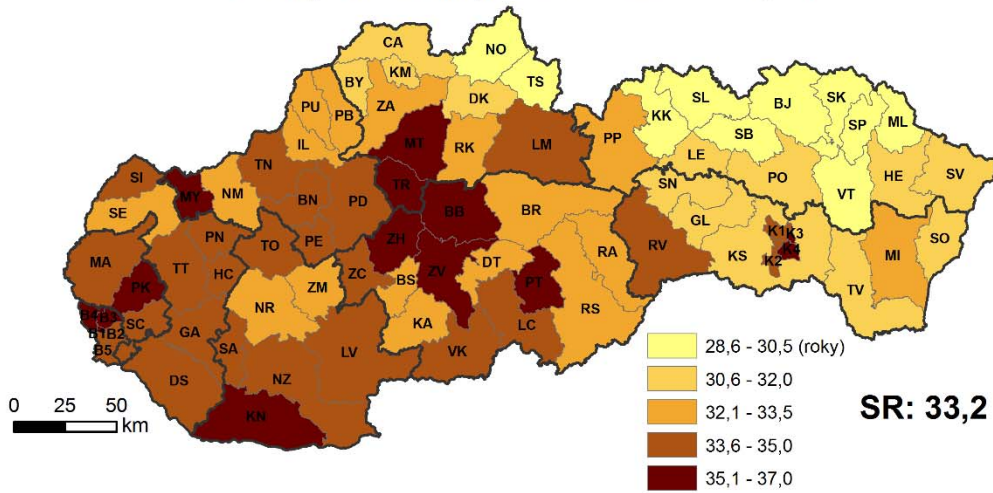 CA
NO
BY
KM
TS
PU
PB
ZA
DK
IL
MT
RK
LM
PP
KK
SL
BJ
SK
SP
ML
SB
LE
PO
VT
HE
SV
SI
MY
NM
TN
BN
PD
TR
BB
BR
SN
GL
SE
PN
TO
PE
ZH
ZV
RA
RV
KS
K1
K3
K4
K2
SO
MI
MA
TT
HC
ZC
BS
DT
PT
TV
PK
NR
ZM
KA
LC
RS
B4
B3
B1
B2
SC
GA
SA
LV
VK
B5
DS
NZ
KN
0 25 50
km
28,6 - 30,5 (roky)
30,6 - 32,0
32,1 - 33,5
33,6 - 35,0
35,1 - 37,0
SR: 33,2